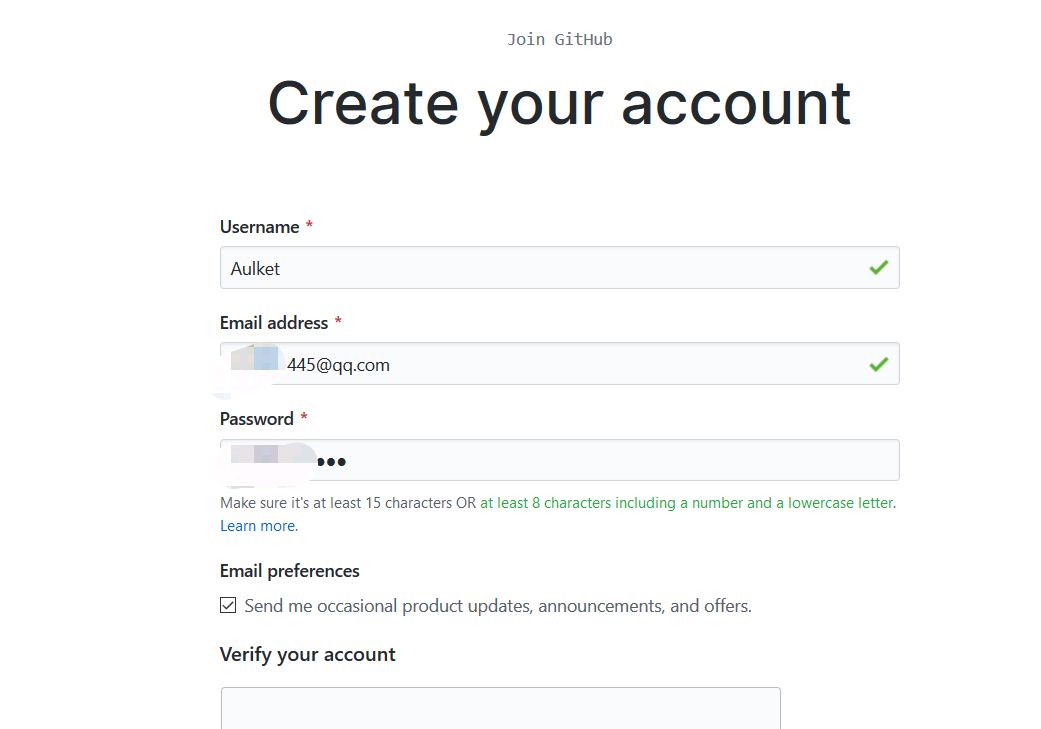 Join GitHub
Create your account
Username *
Aulket
Email address *
445@qq.com
Password *
•••
Make sure it's at least 15 characters OR at least 8 characters including a number and a lowercase letter.
Learn more.
Email preferences
Send me occasional product updates, announcements, and offers.
Verify your account